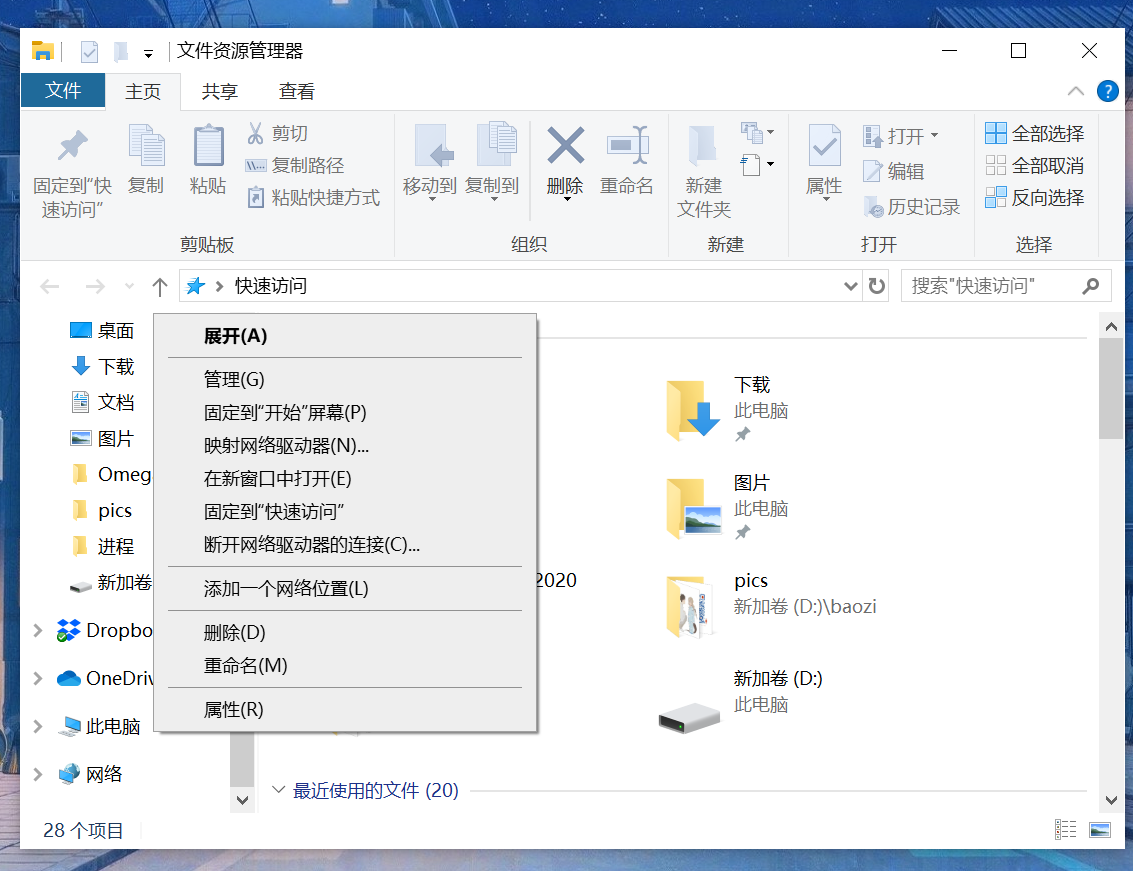 文件资源管理器
文件 主页 共享 查看
固定到“快速访问”
复制
粘贴
剪切
复制路径
粘贴快捷方式
剪贴板
移动到
复制到
删除
重命名
组织
新建
文件夹
新建
属性
打开
编辑
历史记录
打开
全部选择
全部取消
反向选择
选择
快速访问
搜索"快速访问"
桌面
下载
文档
图片
Omeg
pics
进程
新加卷
Dropbo
OneDriv
此电脑
网络
展开(A)
管理(G)
固定到“开始”屏幕(P)
映射网络驱动器(N)...
在新窗口中打开(E)
固定到“快速访问”
断开网络驱动器的连接(C)...
添加一个网络位置(L)
删除(D)
重命名(M)
属性(R)
2020
下载
此电脑
图片
此电脑
pics
新加卷 (D:)\baozi
新加卷 (D:)
此电脑
最近使用的文件 (20)
28 个项目